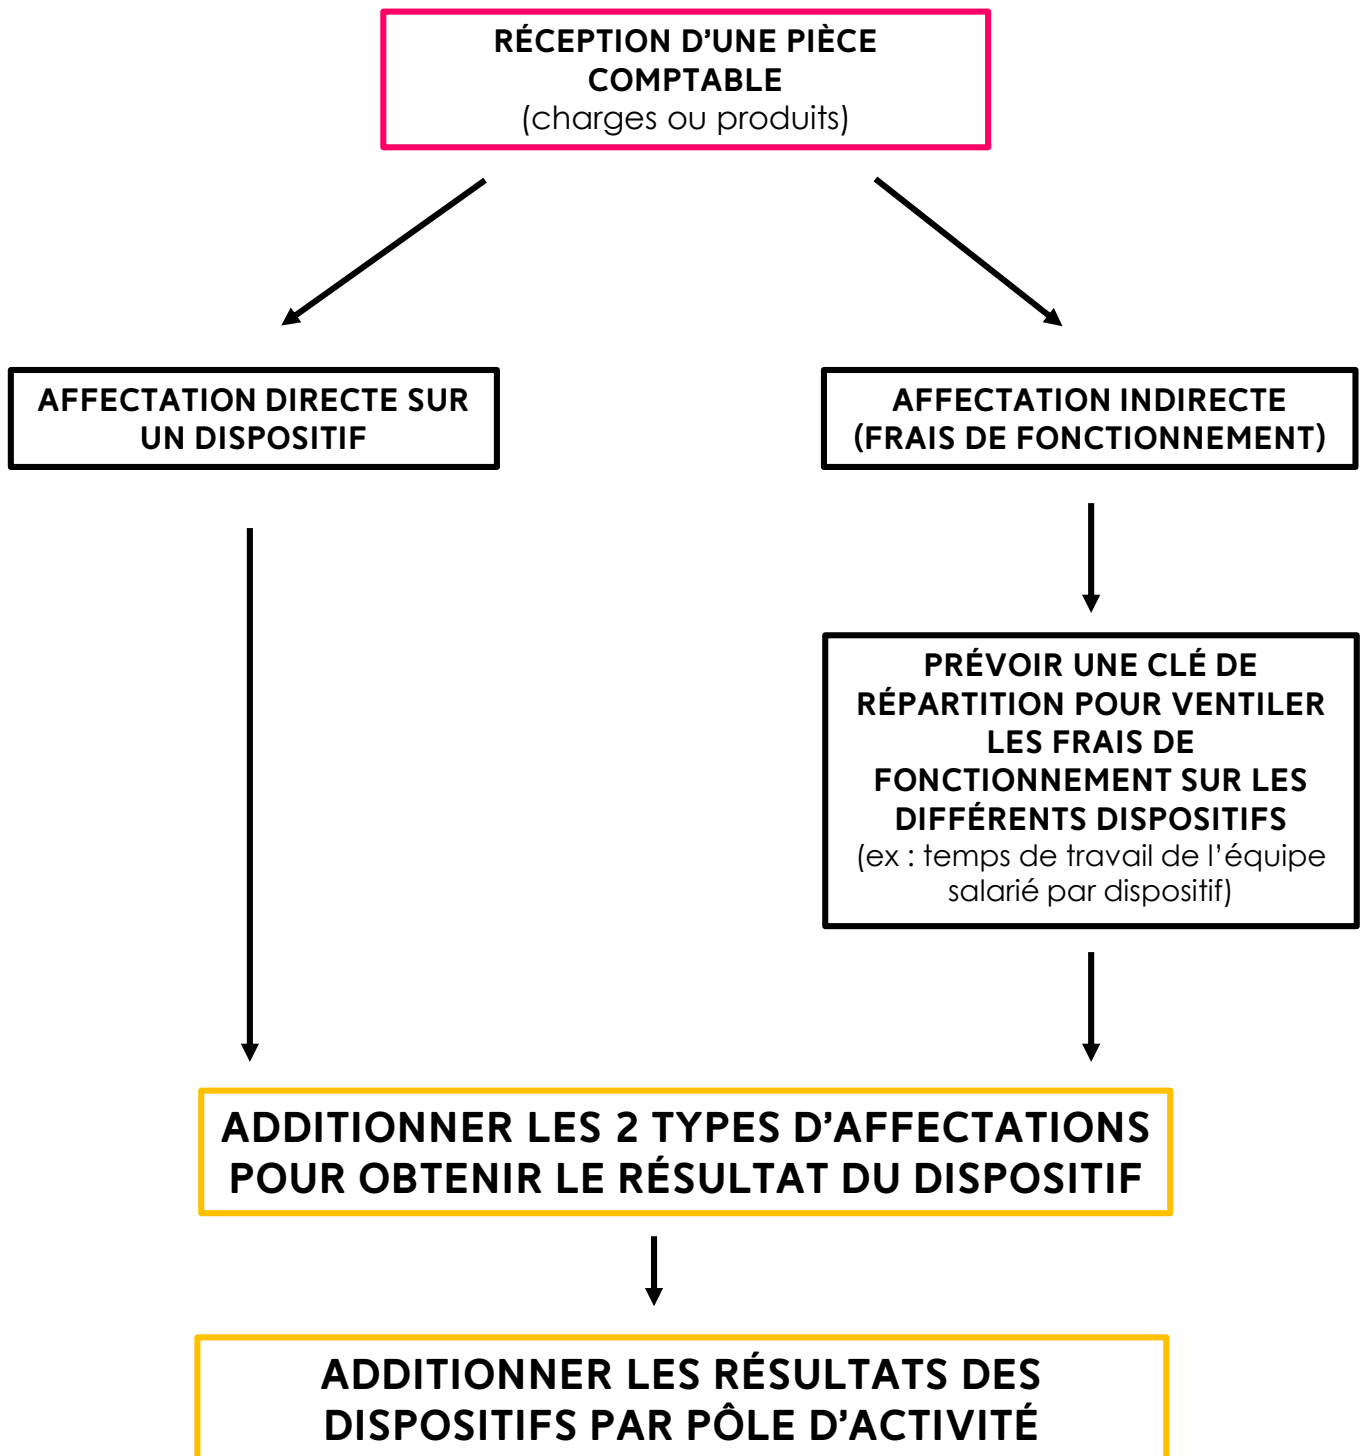 RÉCEPTION D’UNE PIÈCE
COMPTABLE
(charges ou produits)
AFFECTATION DIRECTE SUR
UN DISPOSITIF
AFFECTATION INDIRECTE
(FRAIS DE FONCTIONNEMENT)
PRÉVOIR UNE CLÉ DE
RÉPARTITION POUR VENTILER
LES FRAIS DE
FONCTIONNEMENT SUR LES
DIFFÉRENTS DISPOSITIFS
(ex : temps de travail de l’équipe
salarié par dispositif)
ADDITIONNER LES 2 TYPES D’AFFECTATIONS
POUR OBTENIR LE RÉSULTAT DU DISPOSITIF
ADDITIONNER LES RÉSULTATS DES
DISPOSITIFS PAR PÔLE D’ACTIVITÉ